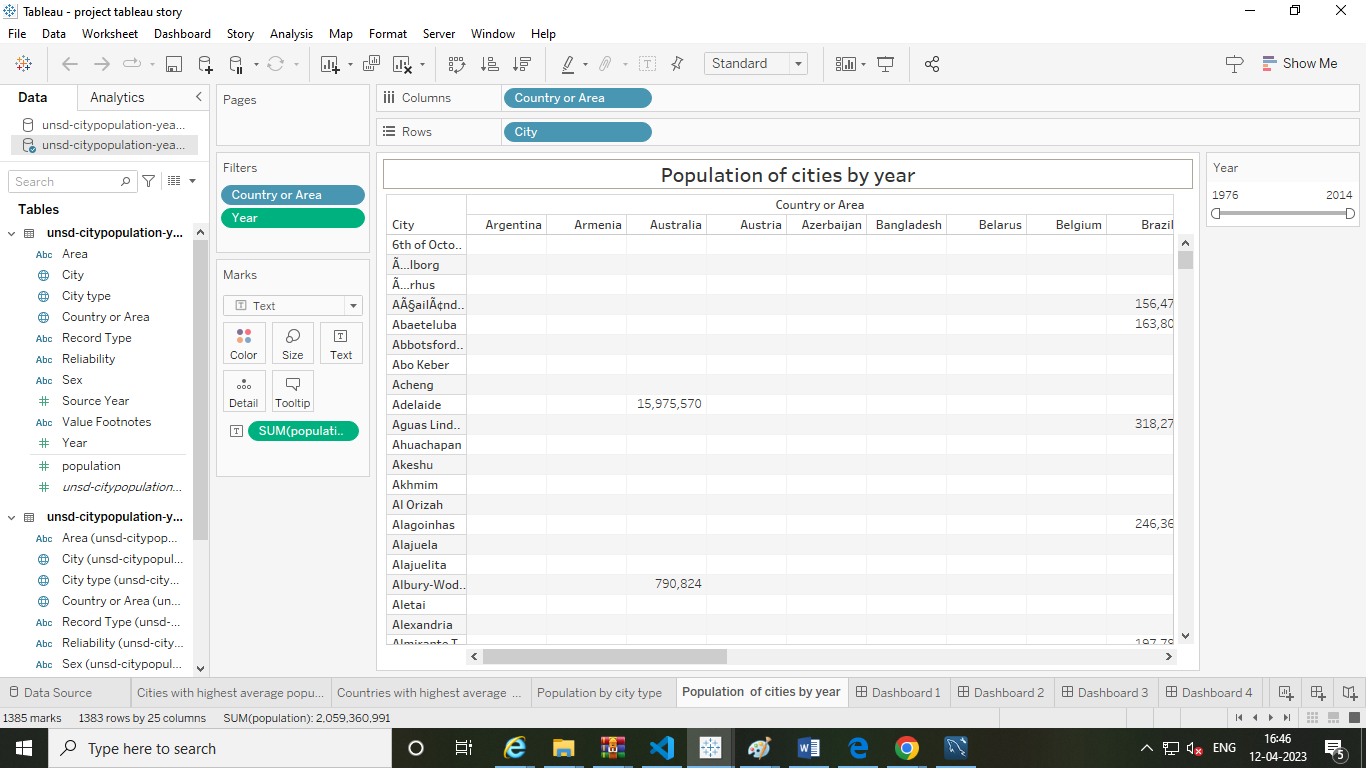 Tableau - project tableau story
File Data Worksheet Dashboard Story Analysis Map Format Server Window Help
Standard
Show Me
Data Analytics
unsd-citypopulation-yea...
unsd-citypopulation-yea...
Search
Tables
unsd-citypopulation-y...
Abc Area
City
City type
Country or Area
Abc Record Type
Abc Reliability
Abc Sex
# Source Year
Abc Value Footnotes
# Year
# population
# unsd-citypopulation...
unsd-citypopulation-y...
Abc Area (unsd-citypop...
City (unsd-citypopul...
City type (unsd-city...
Country or Area (un...
Abc Record Type (unsd-...
Abc Reliability (unsd-city...
Abc Sex (unsd-citypopul...
Pages
Filters
Country or Area
Year
Marks
T Text
Color Size Text
Detail Tooltip
T SUM(populati..
Columns Country or Area
Rows City
Population of cities by year
Country or Area
City Argentina Armenia Australia Austria Azerbaijan Bangladesh Belarus Belgium Brazil
6th of Octo..
Ã…lborg
Ã…rhus
AÃ§ailÃ¢nd.. 156,47
Abaeteluba 163,80
Abbotsford..
Abo Keber
Acheng
Adelaide 15,975,570
Aguas Lind.. 318,27
Ahuachapan
Akeshu
Akhmim
Al Orizah
Alagoinhas 246,36
Alajuela
Alajuelita
Albury-Wod.. 790,824
Aletai
Alexandria
Almirante T.. 197,79
Year
1976 2014
Data Source Cities with highest average popu... Countries with highest average ... Population by city type Population of cities by year Dashboard 1 Dashboard 2 Dashboard 3 Dashboard 4
1385 marks 1383 rows by 25 columns SUM(population): 2,059,360,991
Type here to search
ENG
16:46
12-04-2023
5